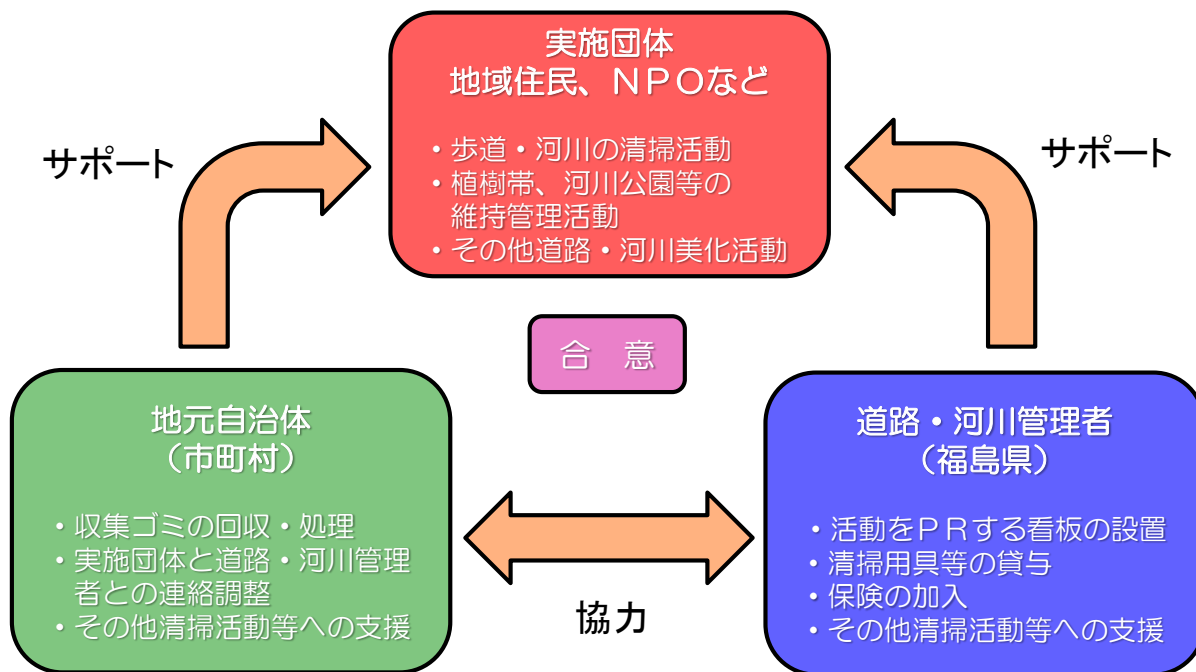 実施団体
地域住民、ＮＰＯなど
・歩道・河川の清掃活動
・植樹帯、河川公園等の
維持管理活動
・その他道路・河川美化活動
サポート
サポート
合　意
地元自治体
（市町村）
・収集ゴミの回収・処理
・実施団体と道路・河川管理
者との連絡調整
・その他清掃活動等への支援
道路・河川管理者
（福島県）
・活動をＰＲする看板の設置
・清掃用具等の貸与
・保険の加入
・その他清掃活動等への支援
協力